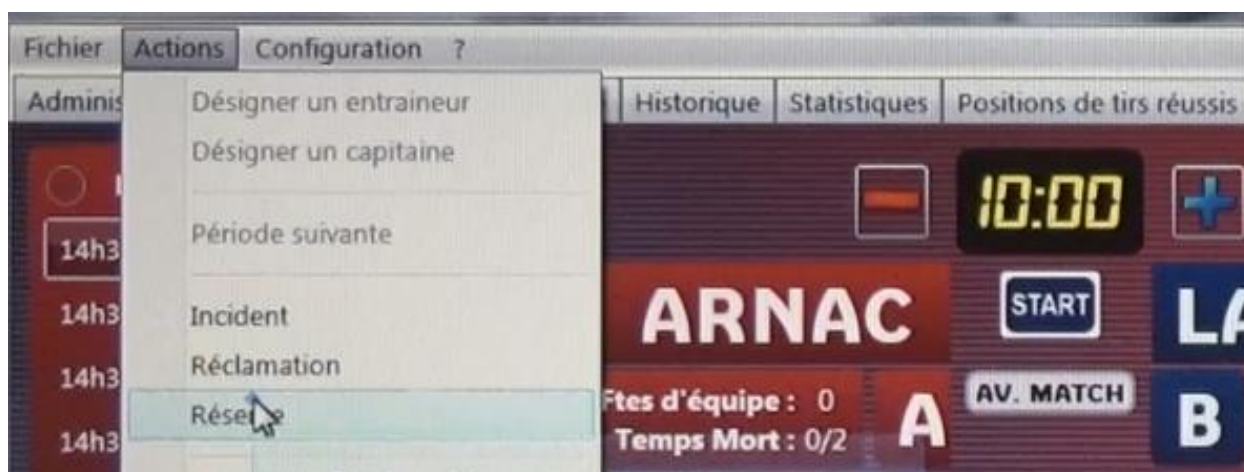 Fichier Actions Configuration ?
Historique Statistiques Positions de tirs réussis
Désigner un entraineur
Désigner un capitaine
10:00
Période suivante
14h3
Incident
14h3
ARNAC START
Réclamation
14h3
Ftes d'équipe : 0 A AV. MATCH B
Réserve
14h3
Temps Mort : 0/2